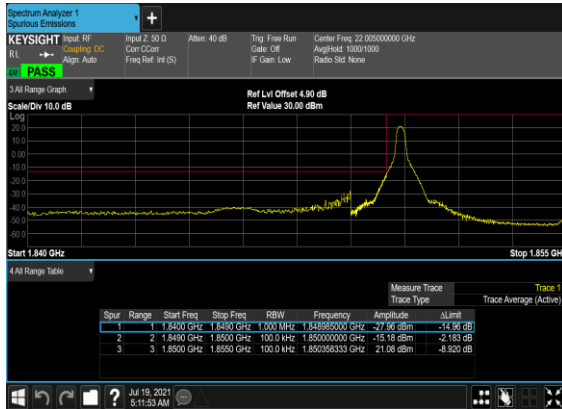 Spectrum Analyzer 1
Spurious Emissions
KEYSIGHT Input: RF Input Z: 50 Ω Atten: 40 dB Trig: Free Run Center Freq: 22.005000000 GHz
RL Coupling: DC Corr CCorr Gate: Off Avg|Hold: 1000/1000
Align: Auto Freq Ref: Int (S) IF Gain: Low Radio Std: None
PASS
3 All Range Graph Ref Lvl Offset 4.90 dB
Scale/Div 10.0 dB Ref Value 30.00 dBm
Log
20.0
10.0
0.00
-10.0
-20.0
-30.0
-40.0
-50.0
-60.0
Start 1.840 GHz Stop 1.855 GH
4 All Range Table
Measure Trace Trace 1
Trace Type Trace Average (Active)
Spur Range Start Freq Stop Freq RBW Frequency Amplitude ΔLimit
1 1 1.8400 GHz 1.8490 GHz 1.000 MHz 1.848985000 GHz -27.96 dBm -14.96 dB
2 2 1.8490 GHz 1.8500 GHz 100.0 kHz 1.850000000 GHz -15.18 dBm -2.183 dB
3 3 1.8500 GHz 1.8550 GHz 100.0 kHz 1.850358333 GHz 21.08 dBm -8.920 dB
Jul 19, 2021
5:11:53 AM